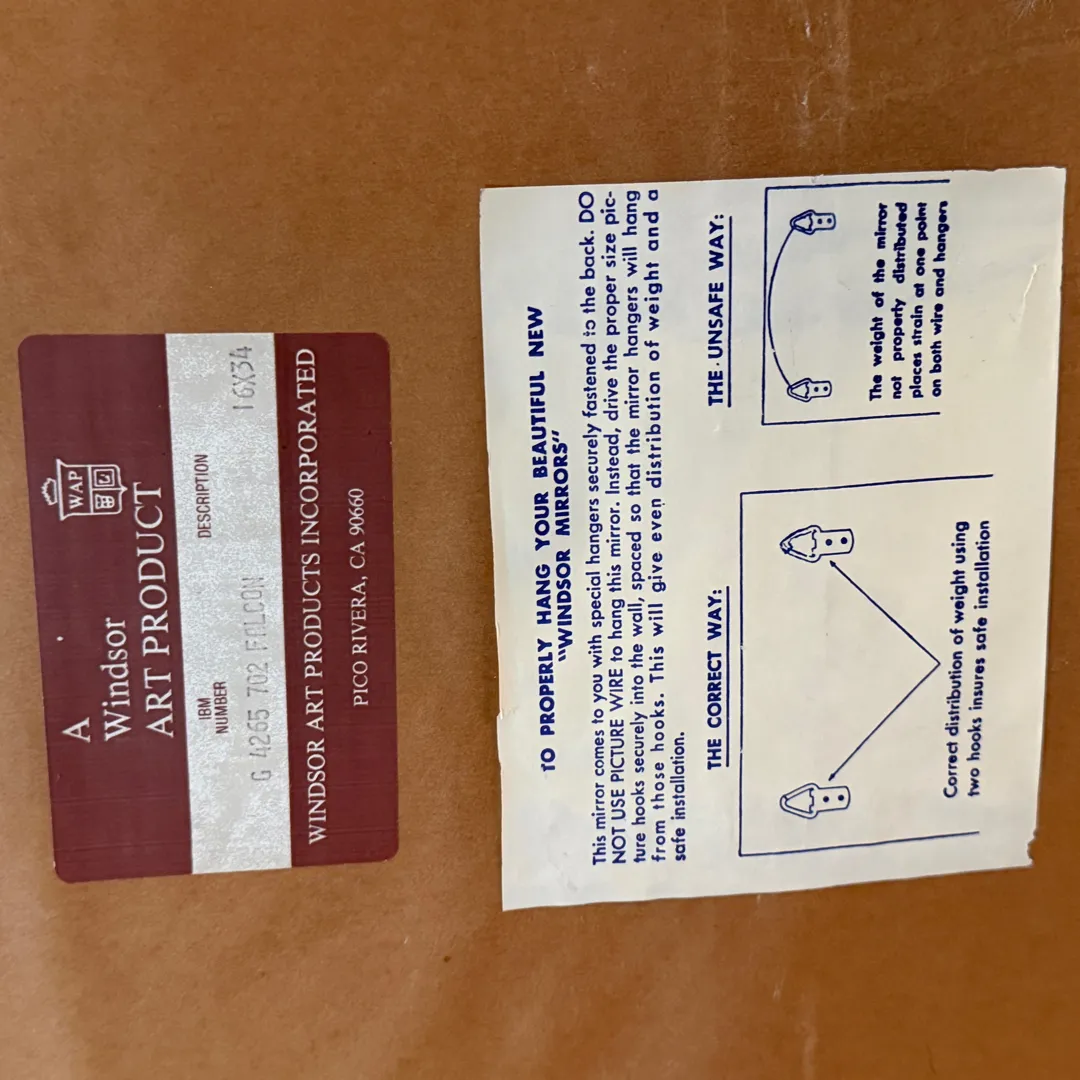 A
Windsor
ART PRODUCT
WAP
IBM
NUMBER
DESCRIPTION
G 4265 702 FALCON 16X34
WINDSOR ART PRODUCTS INCORPORATED
PICO RIVERA, CA 90660
TO PROPERLY HANG YOUR BEAUTIFUL NEW
"WINDSOR MIRRORS"
This mirror comes to you with special hangers securely fastened to the back. DO
NOT USE PICTURE WIRE to hang this mirror. Instead, drive the proper size pic-
ture hooks securely into the wall, spaced so that the mirror hangers will hang
from those hooks. This will give even distribution of weight and a
safe installation.
THE CORRECT WAY:
Correct distribution of weight using
two hooks insures safe installation
THE UNSAFE WAY:
The weight of the mirror
not properly distributed
places strain at one point
on both wire and hangers